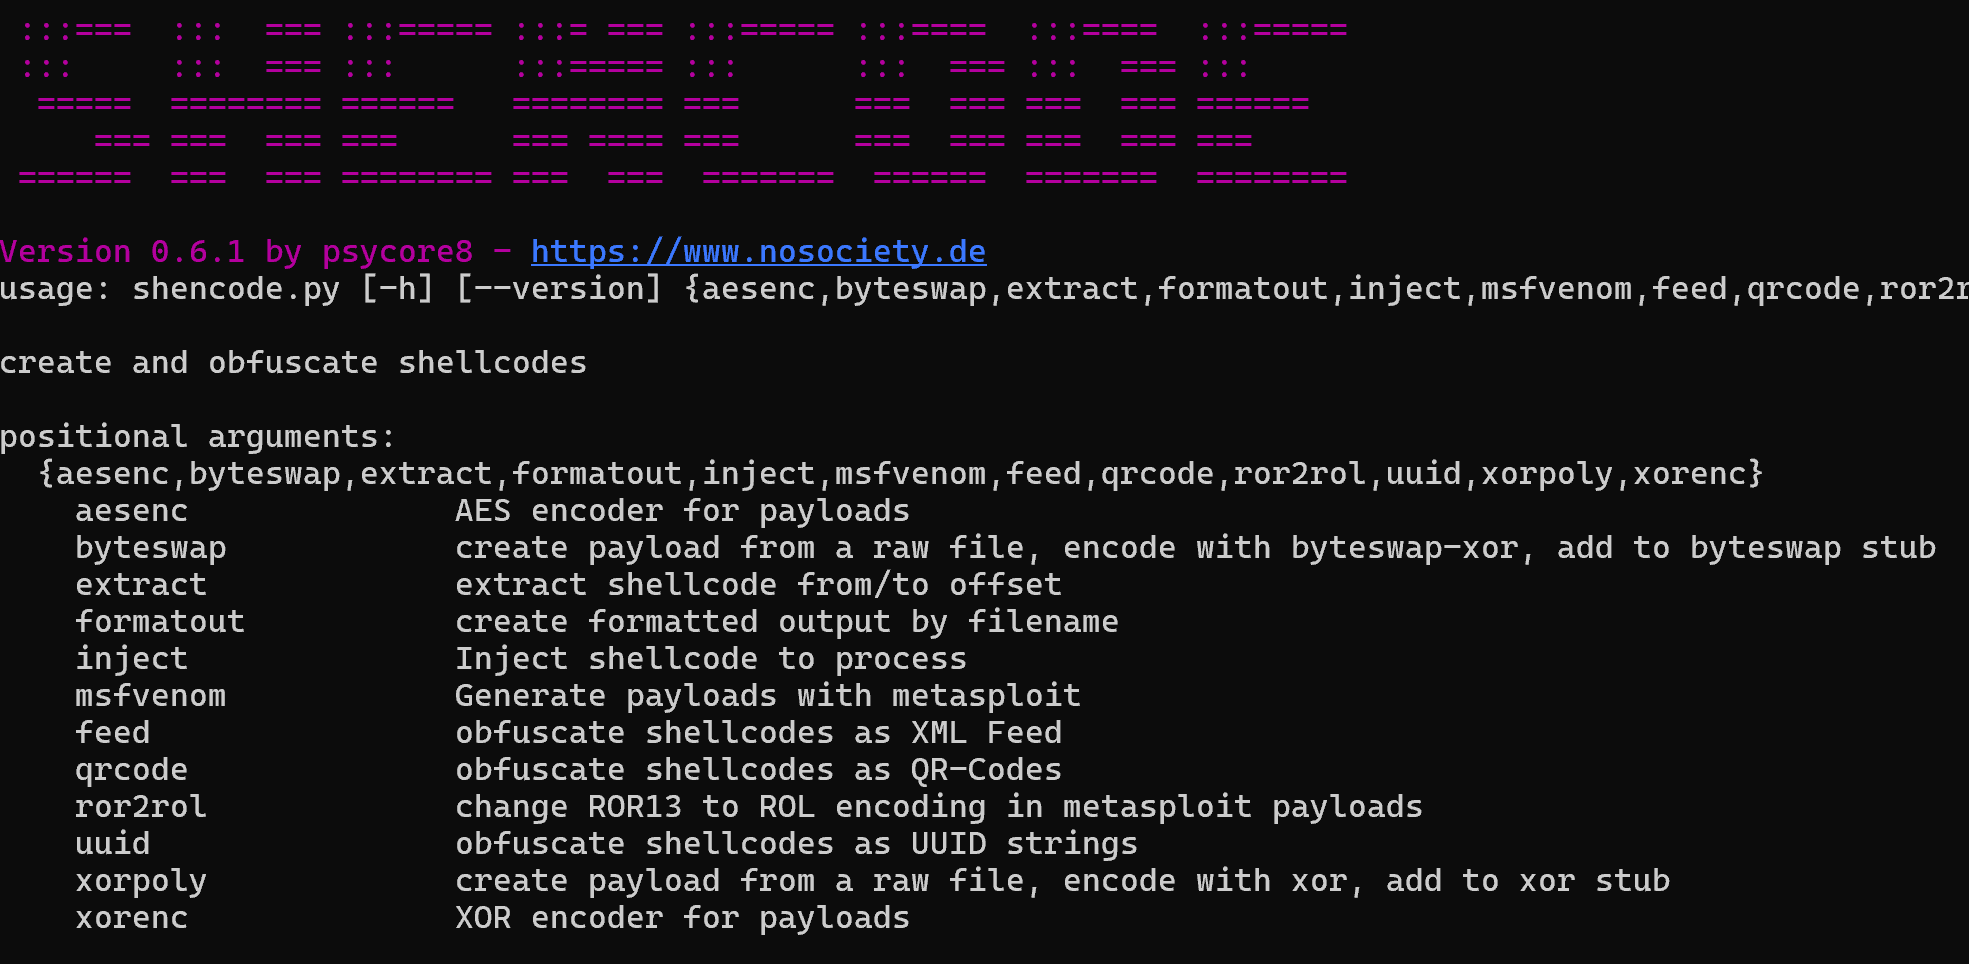 SHENCODE
Version 0.6.1 by psycore8 - https://www.nosociety.de
usage: shencode.py [-h] [--version] {aesenc,byteswap,extract,formatout,inject,msfvenom,feed,qrcode,ror2r
create and obfuscate shellcodes
positional arguments:
{aesenc,byteswap,extract,formatout,inject,msfvenom,feed,qrcode,ror2rol,uuid,xorpoly,xorenc}
aesenc AES encoder for payloads
byteswap create payload from a raw file, encode with byteswap-xor, add to byteswap stub
extract extract shellcode from/to offset
formatout create formatted output by filename
inject Inject shellcode to process
msfvenom Generate payloads with metasploit
feed obfuscate shellcodes as XML Feed
qrcode obfuscate shellcodes as QR-Codes
ror2rol change ROR13 to ROL encoding in metasploit payloads
uuid obfuscate shellcodes as UUID strings
xorpoly create payload from a raw file, encode with xor, add to xor stub
xorenc XOR encoder for payloads